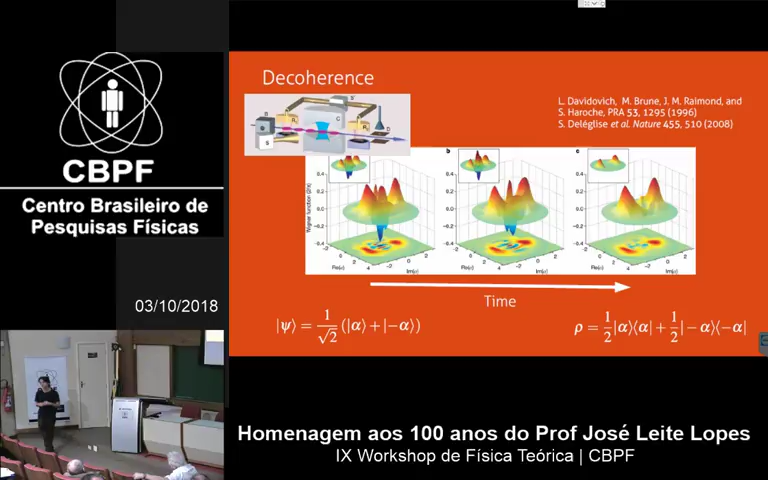 CBPF
Centro Brasileiro de
Pesquisas Físicas
03/10/2018
Decoherence
L. Davidovich, M. Brune, J. M. Raimond, and
S. Haroche, PRA 53, 1295 (1996)
S. Deléglise et al. Nature 455, 510 (2008)
b
c
Time
|ψ⟩ = 1/√2 (|α⟩ + |−α⟩)
ρ = 1/2 |α⟩⟨α| + 1/2 |−α⟩⟨−α|
Homenagem aos 100 anos do Prof José Leite Lopes
IX Workshop de Física Teórica | CBPF